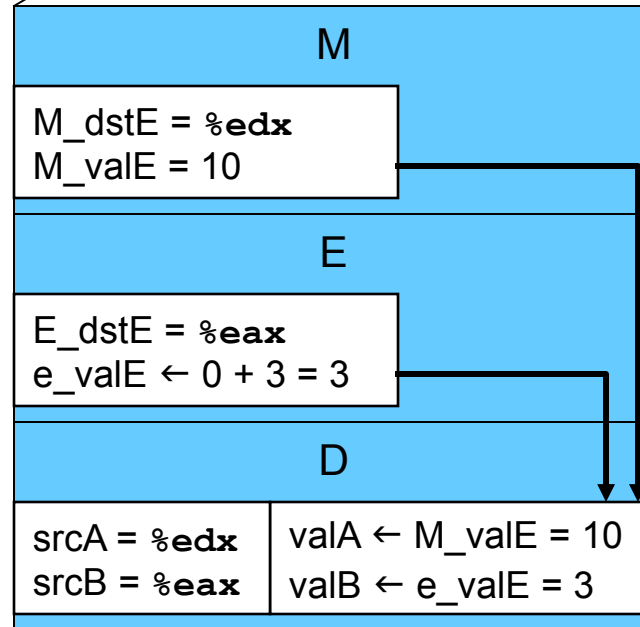 M
M_dstE = %edx
M_valE = 10
E
E_dstE = %eax
e_valE ← 0 + 3 = 3
D
srcA = %edx
srcB = %eax
valA ← M_valE = 10
valB ← e_valE = 3